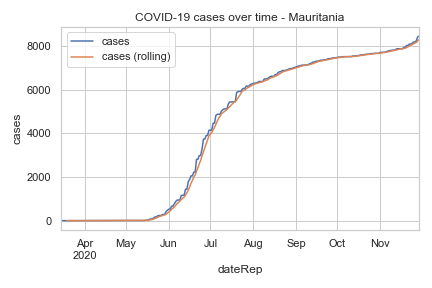 COVID-19 cases over time - Mauritania
cases
cases (rolling)
8000
6000
4000
2000
0
cases
Apr
2020
May
Jun
Jul
Aug
Sep
Oct
Nov
dateRep